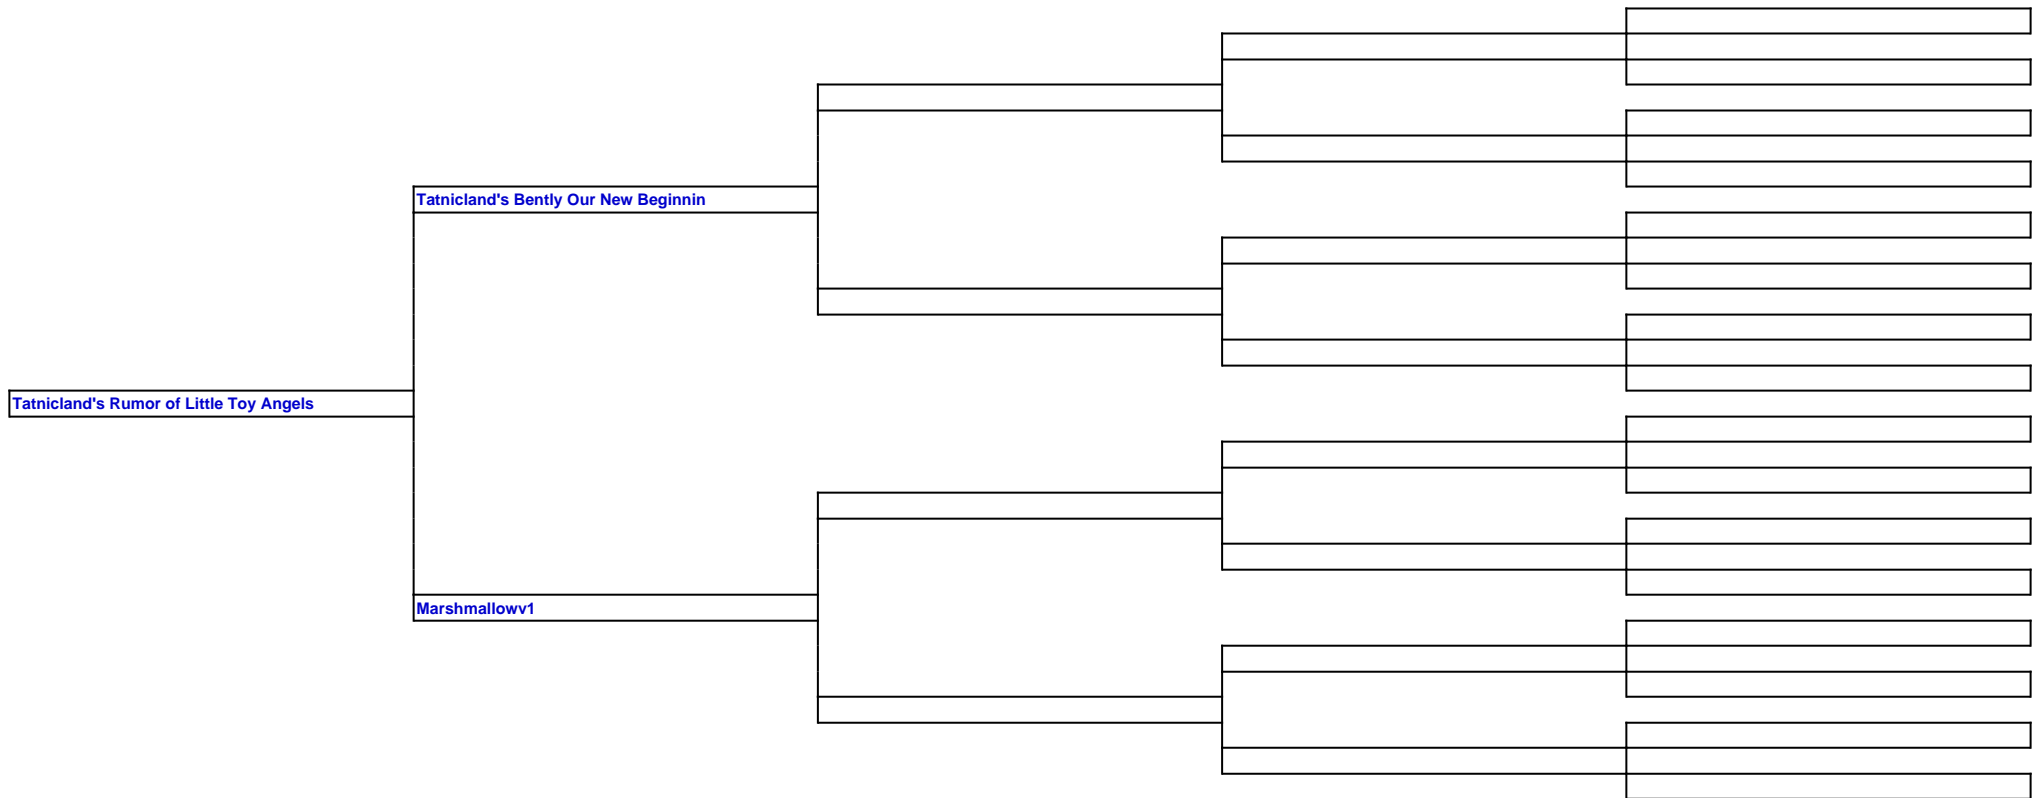 Tatnicland's Bently Our New Beginnin
Tatnicland's Rumor of Little Toy Angels
Marshmallowv1